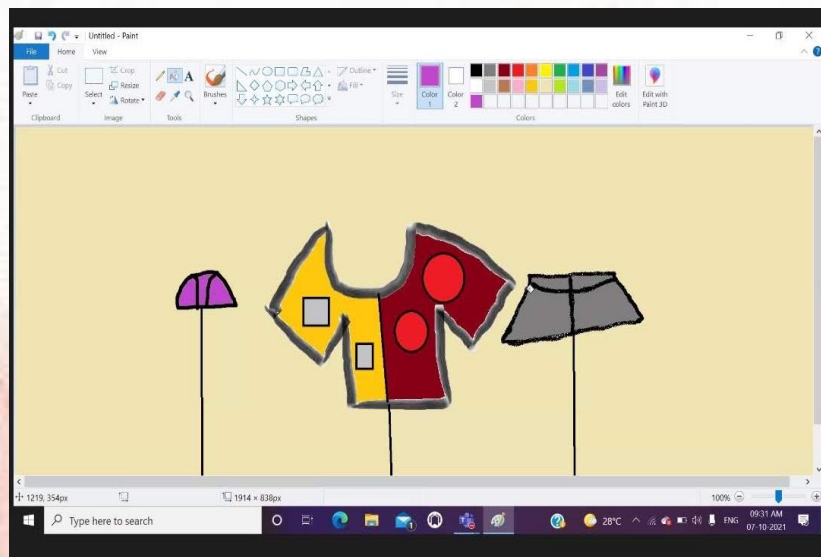 Untitled - Paint
File Home View
Paste
Cut
Copy
Clipboard
Select
Crop
Resize
Rotate
Image
A
Tools
Brushes
Outline
Fill
Shapes
Size
Color 1
Color 2
Edit colors
Colors
Edit with Paint 3D
1219, 354px
1914 × 838px
100%
Type here to search
28°C
ENG
09:31 AM
07-10-2021